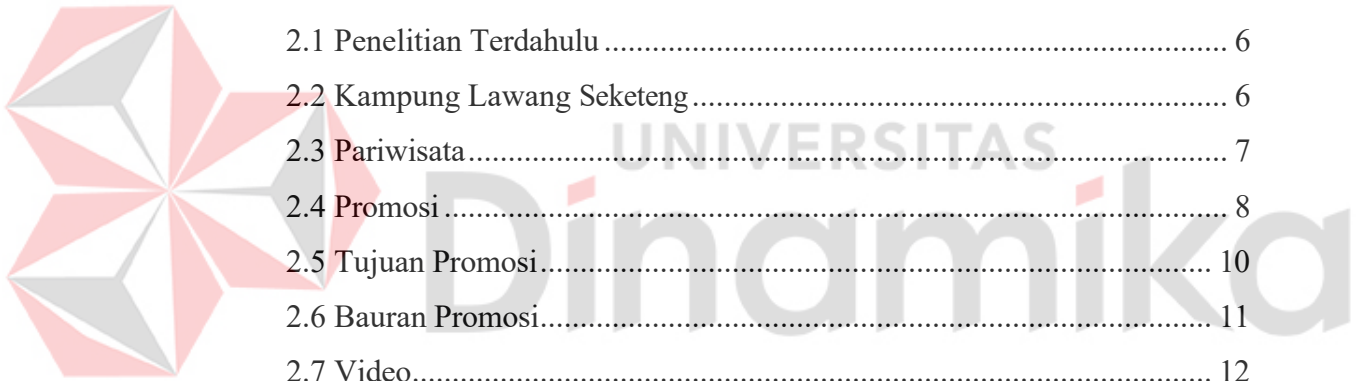 2.1 Penelitian Terdahulu ............................................................................... 6
2.2 Kampung Lawang Seketeng .................................................................... 6
2.3 Pariwisata ................................................................................................ 7
2.4 Promosi ................................................................................................... 8
2.5 Tujuan Promosi ..................................................................................... 10
2.6 Bauran Promosi ..................................................................................... 11
2.7 Video ..................................................................................................... 12
UNIVERSITAS
Dinamika